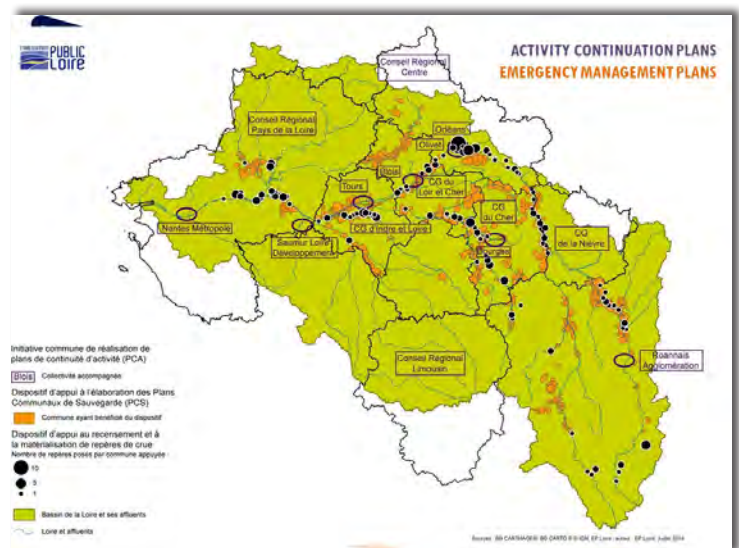 PUBLIC
LOIRE
ACTIVITY CONTINUATION PLANS
EMERGENCY MANAGEMENT PLANS
Conseil Régional
Centre
Conseil Régional
Pays de la Loire
Orléans
Olivet
Blois
CG du
Loir et Cher
Tours
CG
du Cher
CG
de la Nièvre
Nantes Métropole
CG d'Indre et Loire
Bourges
Saumur Loire
Développement
Conseil Régional
Limousin
Roannais
Agglomération
Initiative commune de réalisation de
plans de continuité d'activité (PCA)
Blois Collectivité accompagnée
Dispositif d'appui à l'élaboration des Plans
Communaux de Sauvegarde (PCS)
Commune ayant bénéficié du dispositif
Dispositif d'appui au recensement et à
la matérialisation de repères de crue
Nombre de repères posés par commune appuyée :
10
5
1
Bassin de la Loire et ses affluents
Loire et affluents